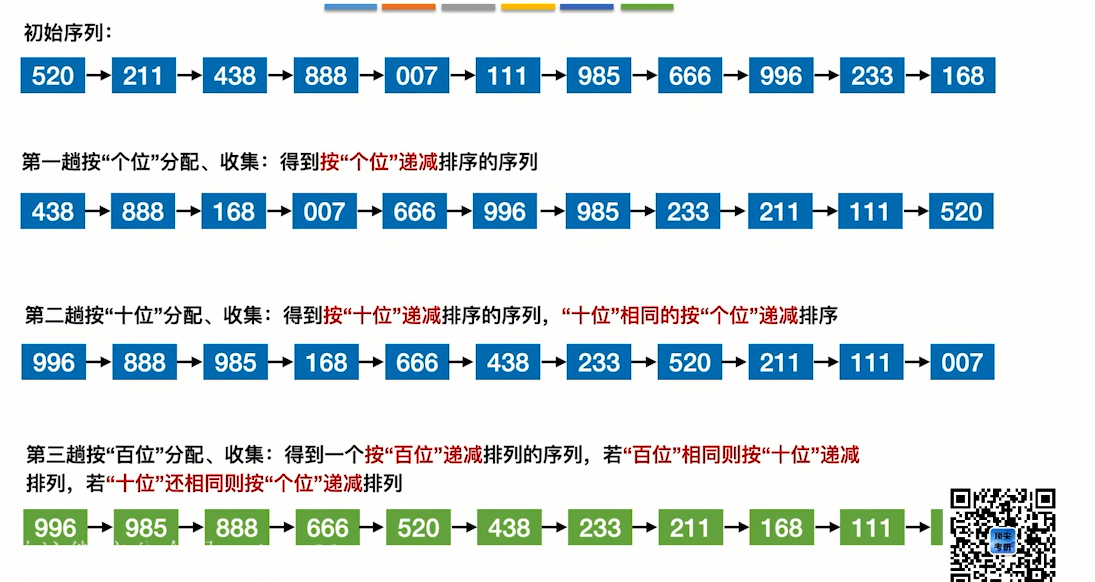 初始序列：
520 → 211 → 438 → 888 → 007 → 111 → 985 → 666 → 996 → 233 → 168
第一趟按“个位”分配、收集：得到按“个位”递减排序的序列
438 → 888 → 168 → 007 → 666 → 996 → 985 → 233 → 211 → 111 → 520
第二趟按“十位”分配、收集：得到按“十位”递减排序的序列，“十位”相同的按“个位”递减排序
996 → 888 → 985 → 168 → 666 → 438 → 233 → 520 → 211 → 111 → 007
第三趟按“百位”分配、收集：得到一个按“百位”递减排列的序列，若“百位”相同则按“十位”递减
排列，若“十位”还相同则按“个位”递减排列
996 → 985 → 888 → 666 → 520 → 438 → 233 → 211 → 168 → 111 →
顶尖
考研